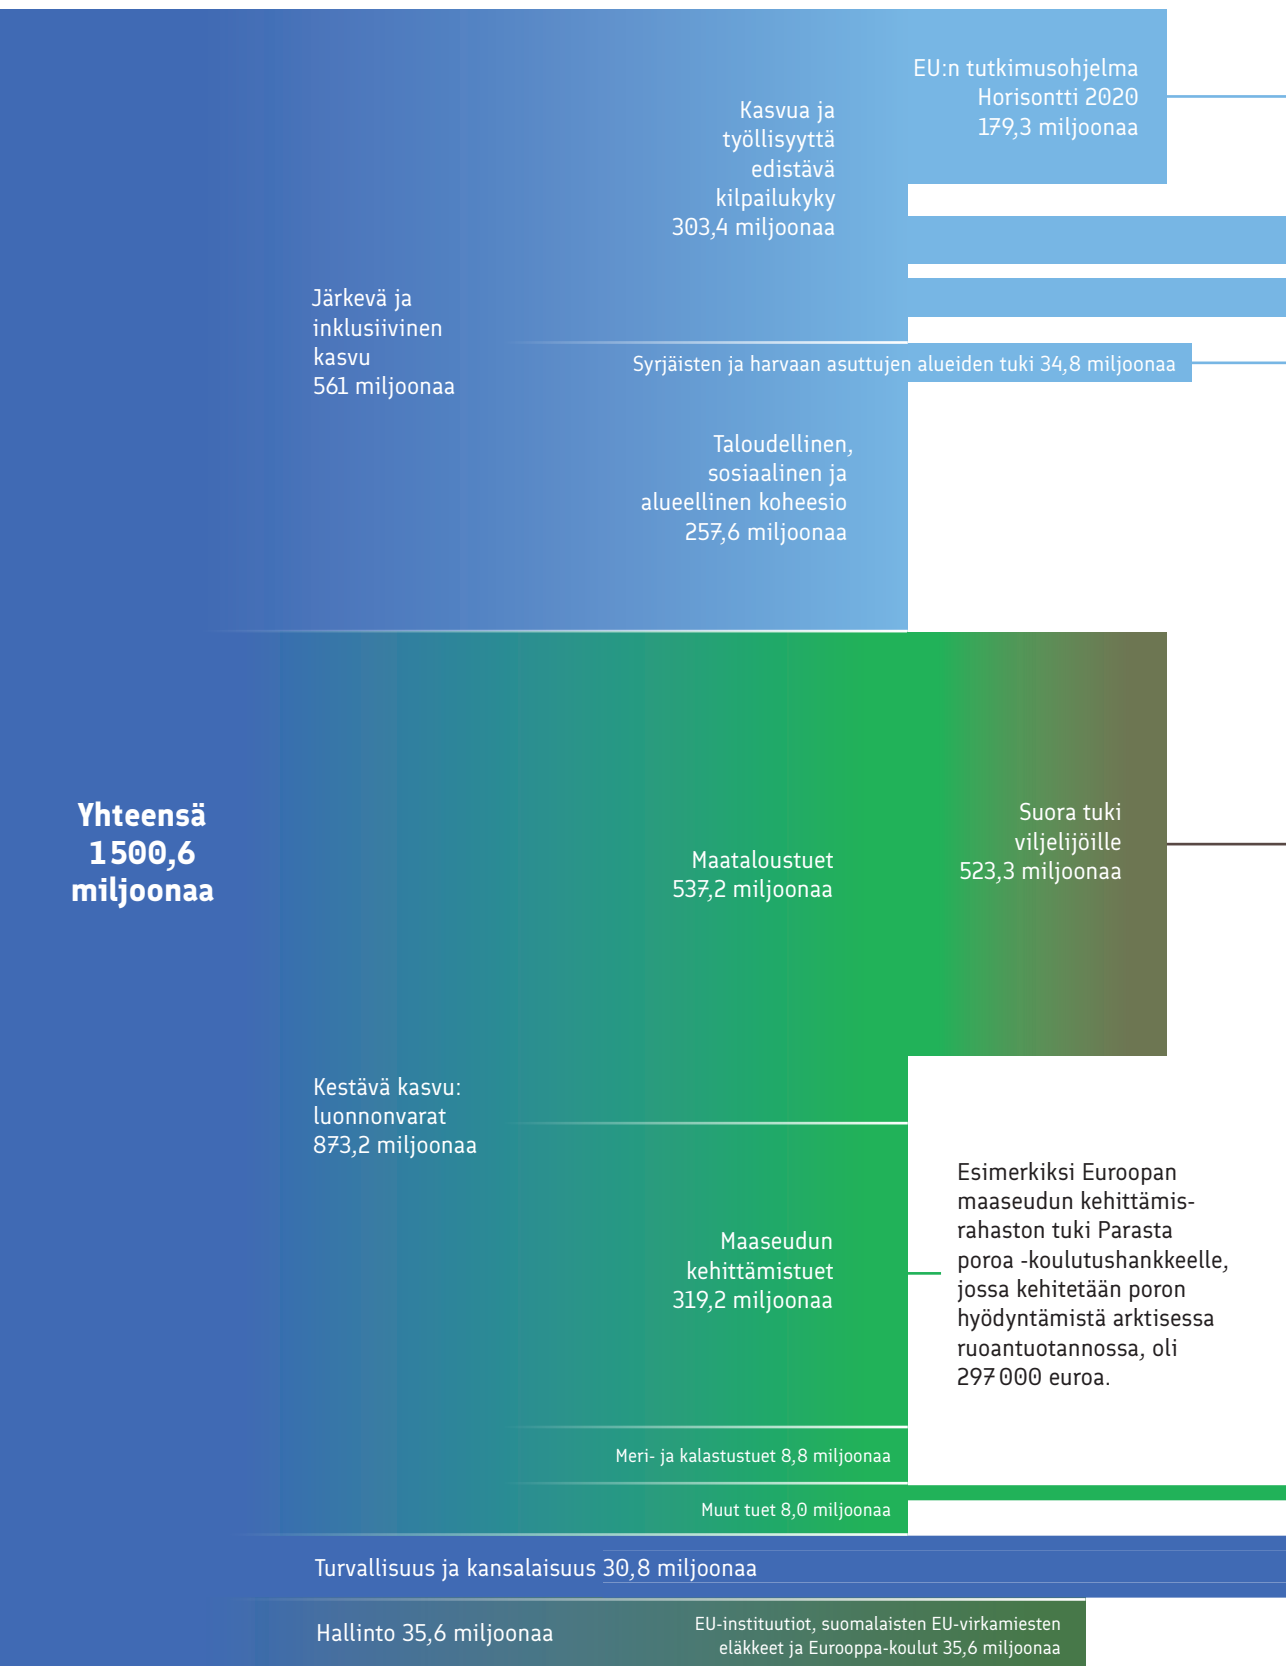 EU:n tutkimusohjelma
Horisontti 2020
179,3 miljoonaa
Kasvua ja
työllisyyttä
edistävä
kilpailukyky
303,4 miljoonaa
Järkevä ja
inklusiivinen
kasvu
561 miljoonaa
Syrjäisten ja harvaan asuttujen alueiden tuki 34,8 miljoonaa
Taloudellinen,
sosiaalinen ja
alueellinen koheesio
257,6 miljoonaa
Yhteensä
1 500,6
miljoonaa
Suora tuki
viljelijöille
523,3 miljoonaa
Maataloustuet
537,2 miljoonaa
Kestävä kasvu:
luonnonvarat
873,2 miljoonaa
Esimerkiksi Euroopan
maaseudun kehittämis-
rahaston tuki Parasta
poroa -koulutushankkeelle,
jossa kehitetään poron
hyödyntämistä arktisessa
ruoantuotannossa, oli
297 000 euroa.
Maaseudun
kehittämistuet
319,2 miljoonaa
Meri- ja kalastustuet 8,8 miljoonaa
Muut tuet 8,0 miljoonaa
Turvallisuus ja kansalaisuus 30,8 miljoonaa
Hallinto 35,6 miljoonaa
EU-instituutiot, suomalaisten EU-virkamiesten
eläkkeet ja Eurooppa-koulut 35,6 miljoonaa